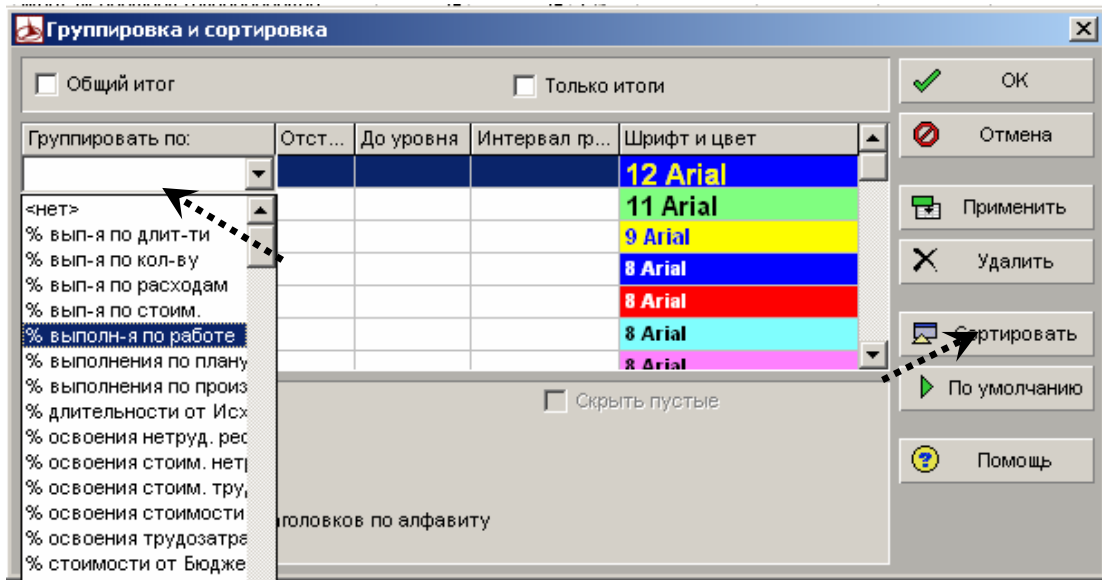 Группировка и сортировка
Общий итог
Только итоги
OK
Группировать по:
Отст...
До уровня
Интервал гр...
Шрифт и цвет
Отмена
12 Arial
<нет>
11 Arial
Применить
% вып-я по длит-ти
9 Arial
% вып-я по кол-ву
8 Arial
Удалить
% вып-я по расходам
% вып-я по стоим.
8 Arial
% выполн-я по работе
8 Arial
Сортировать
% выполнения по плану
8 Arial
% выполнения по произ
Скрыть пустые
По умолчанию
% длительности от Исх
% освоения нетруд. рес
% освоения стоим. нетр
Помощь
% освоения стоим. тру
% освоения стоимости
головков по алфавиту
% освоения трудозатра
% стоимости от Бюдже